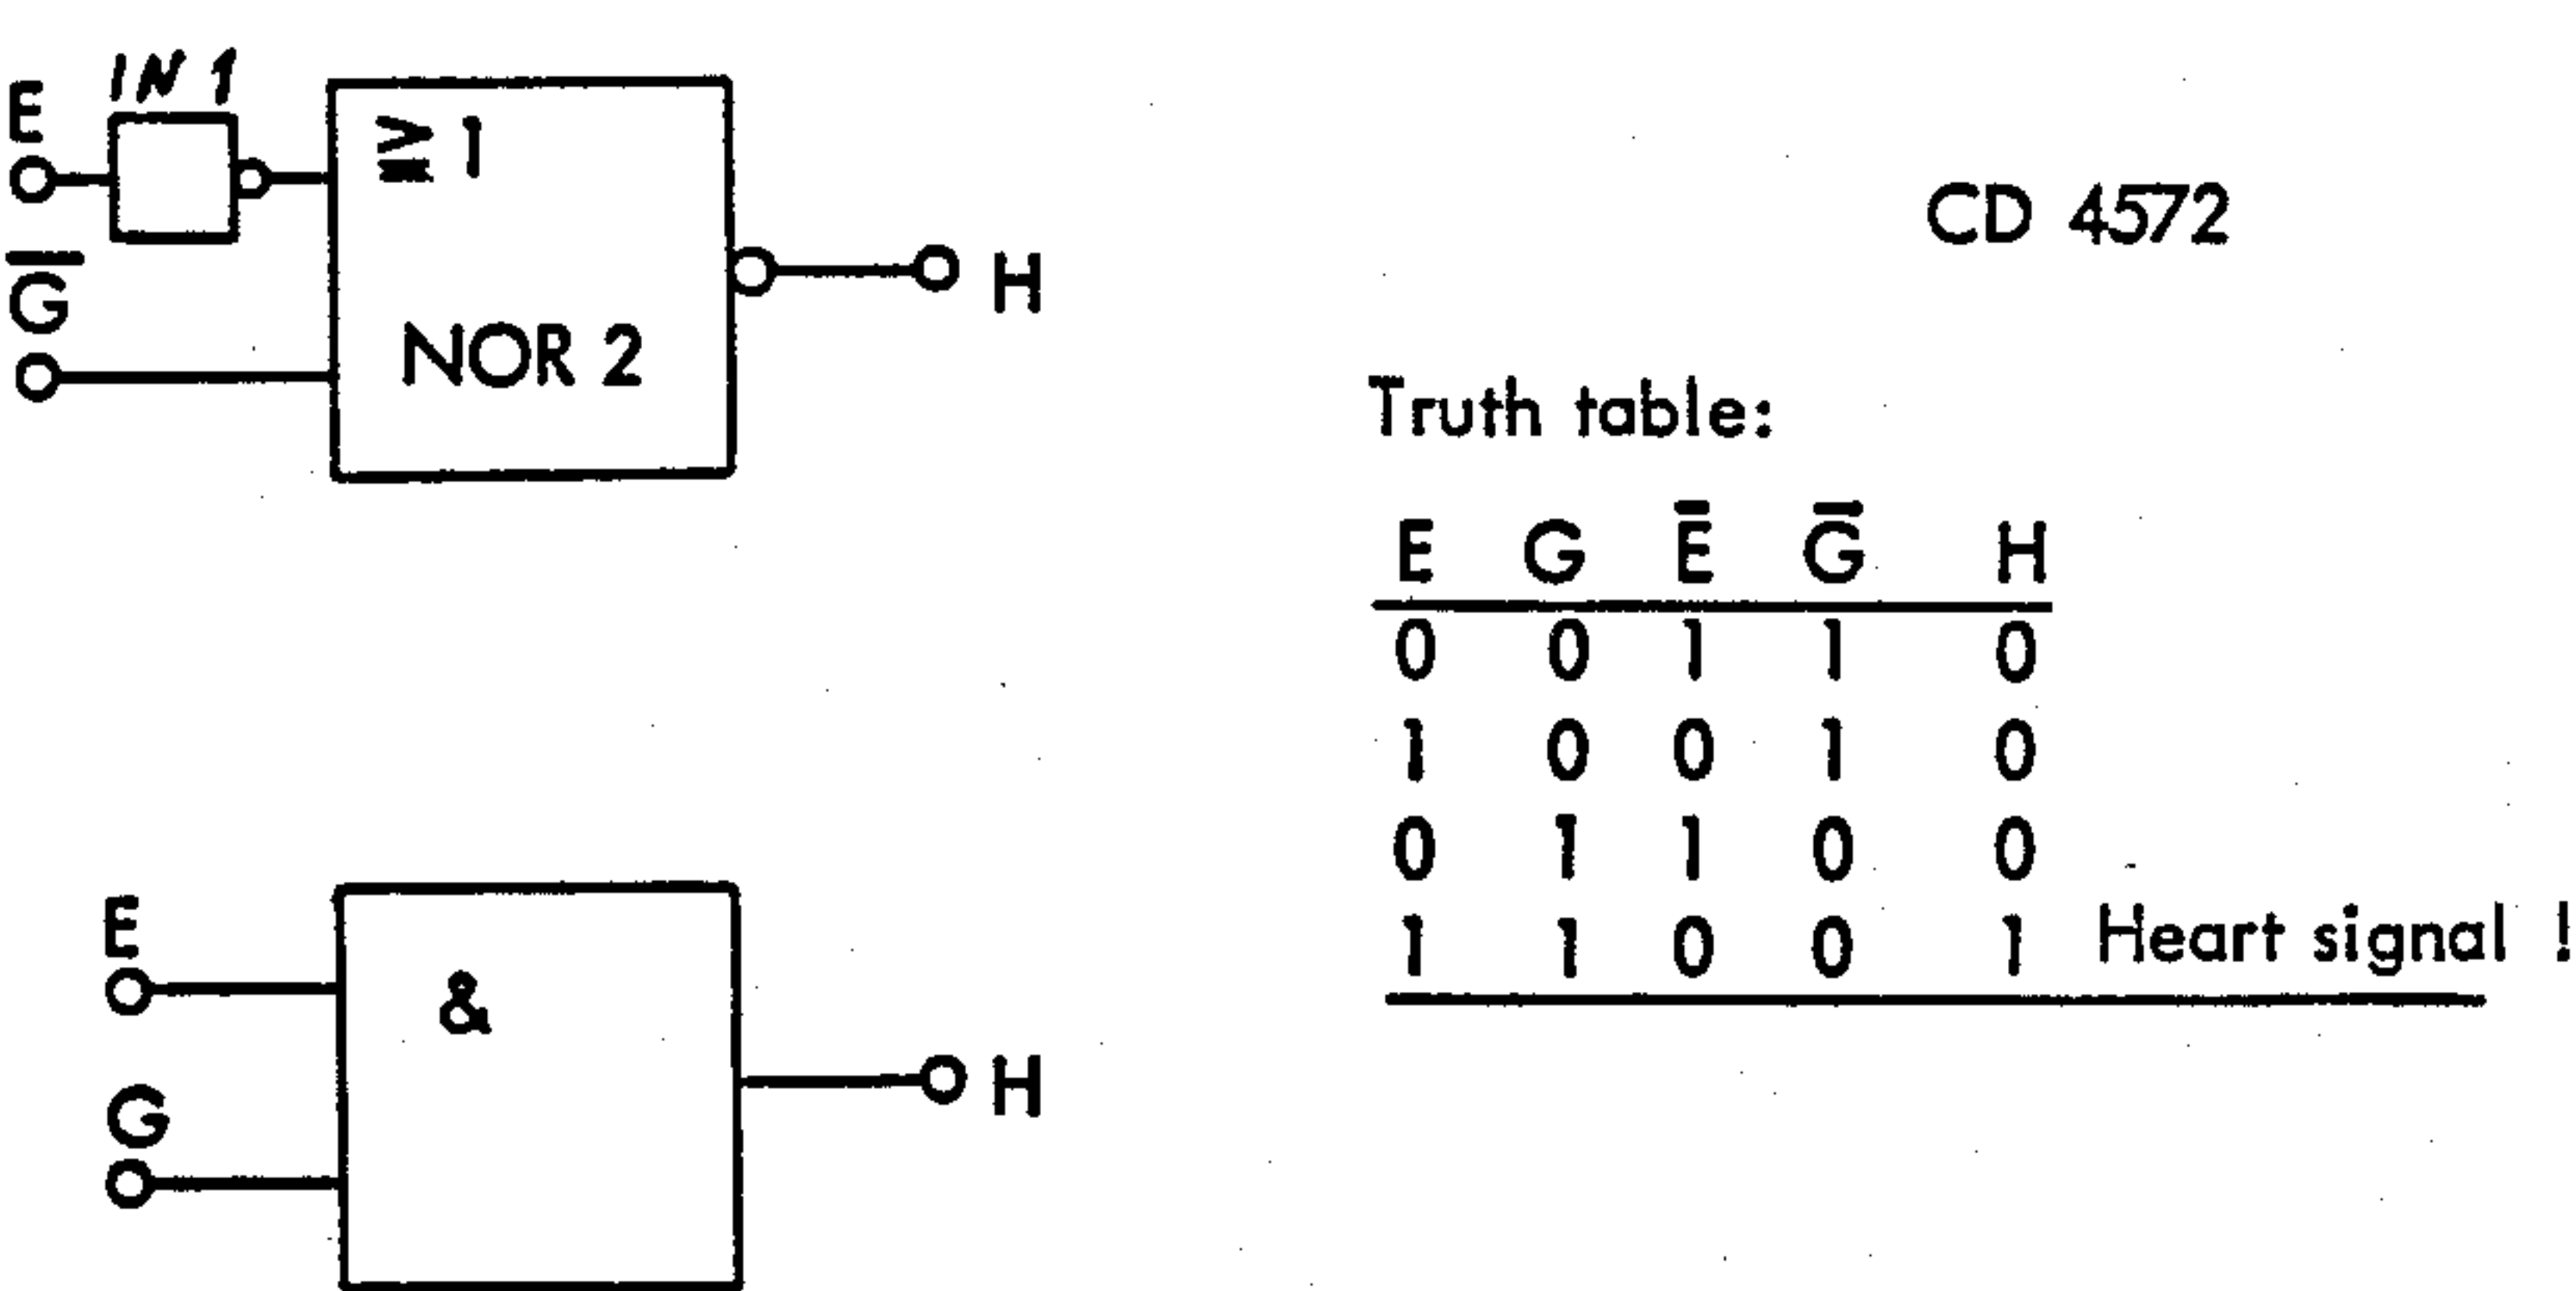 IN 1
E
≥ 1
G̅
NOR 2
H
CD 4572
Truth table:
E G E̅ G̅ H
0 0 1 1 0
1 0 0 1 0
0 1 1 0 0
1 1 0 0 1 Heart signal !
E
&
G
H